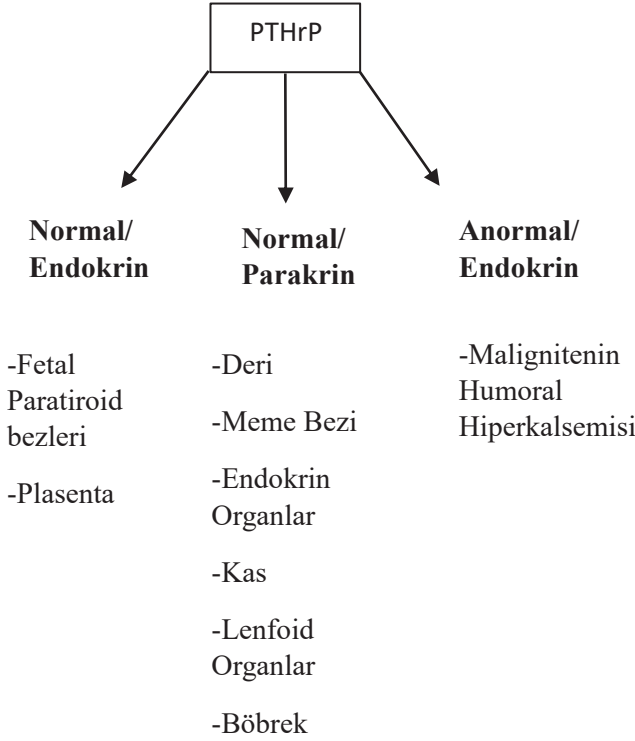 PTHrP
Normal/
Endokrin
-Fetal
Paratiroid
bezleri
-Plasenta
Normal/
Parakrin
-Deri
-Meme Bezi
-Endokrin
Organlar
-Kas
-Lenfoid
Organlar
-Böbrek
Anormal/
Endokrin
-Malignitenin
Humoral
Hiperkalsemisi